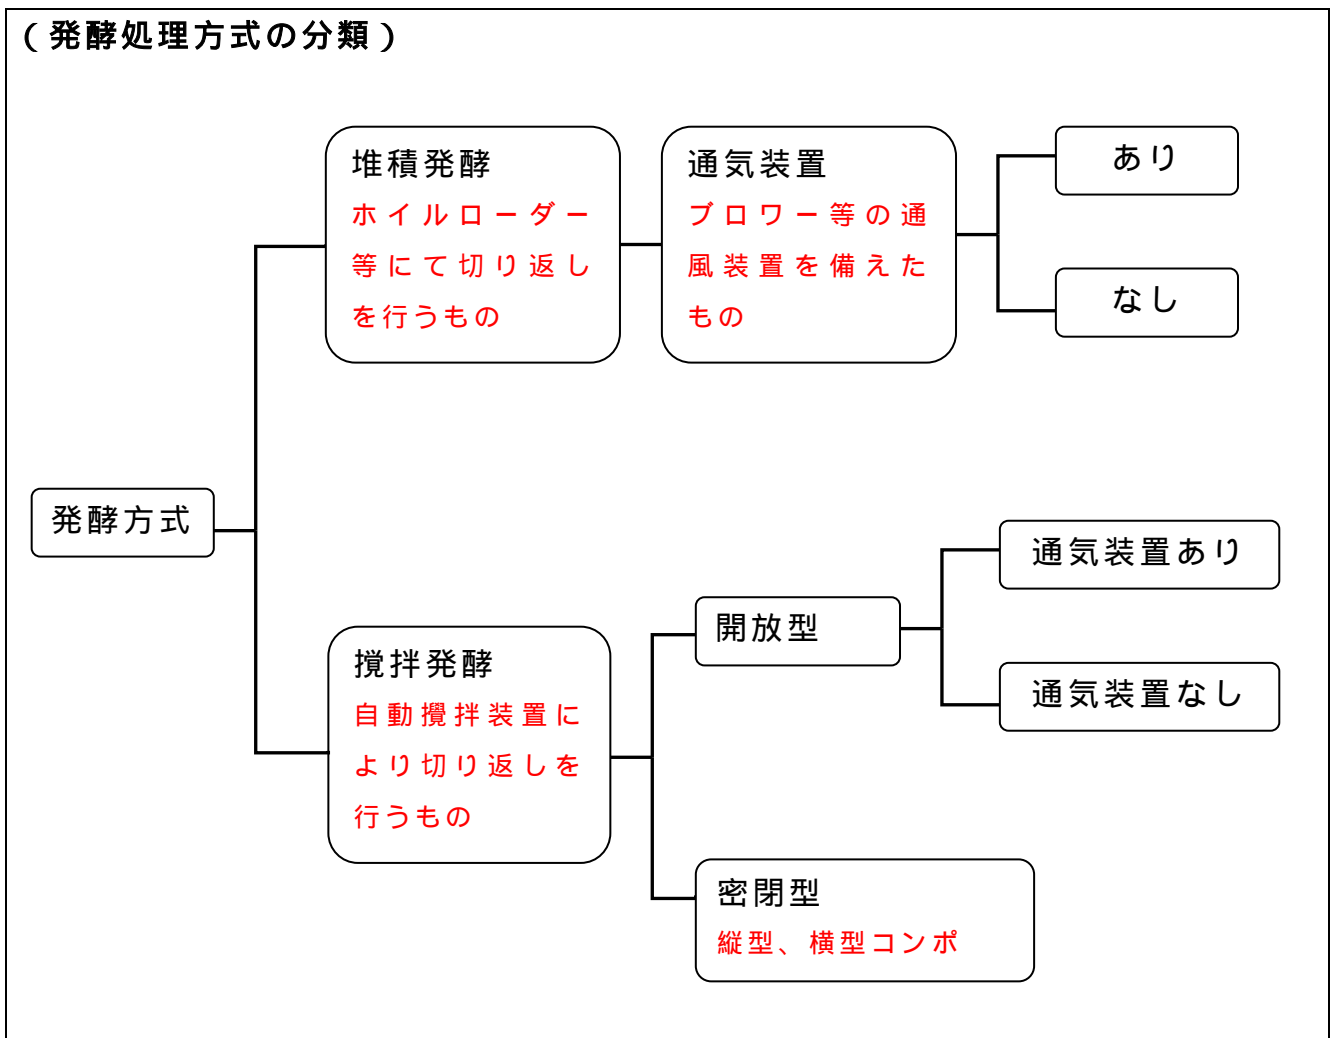 （発酵処理方式の分類）
堆積発酵
ホイルローダー
等にて切り返し
を行うもの
通気装置
ブロワー等の通
風装置を備えた
もの
あり
なし
発酵方式
撹拌発酵
自動攪拌装置に
より切り返しを
行うもの
開放型
通気装置あり
通気装置なし
密閉型
縦型、横型コンポ